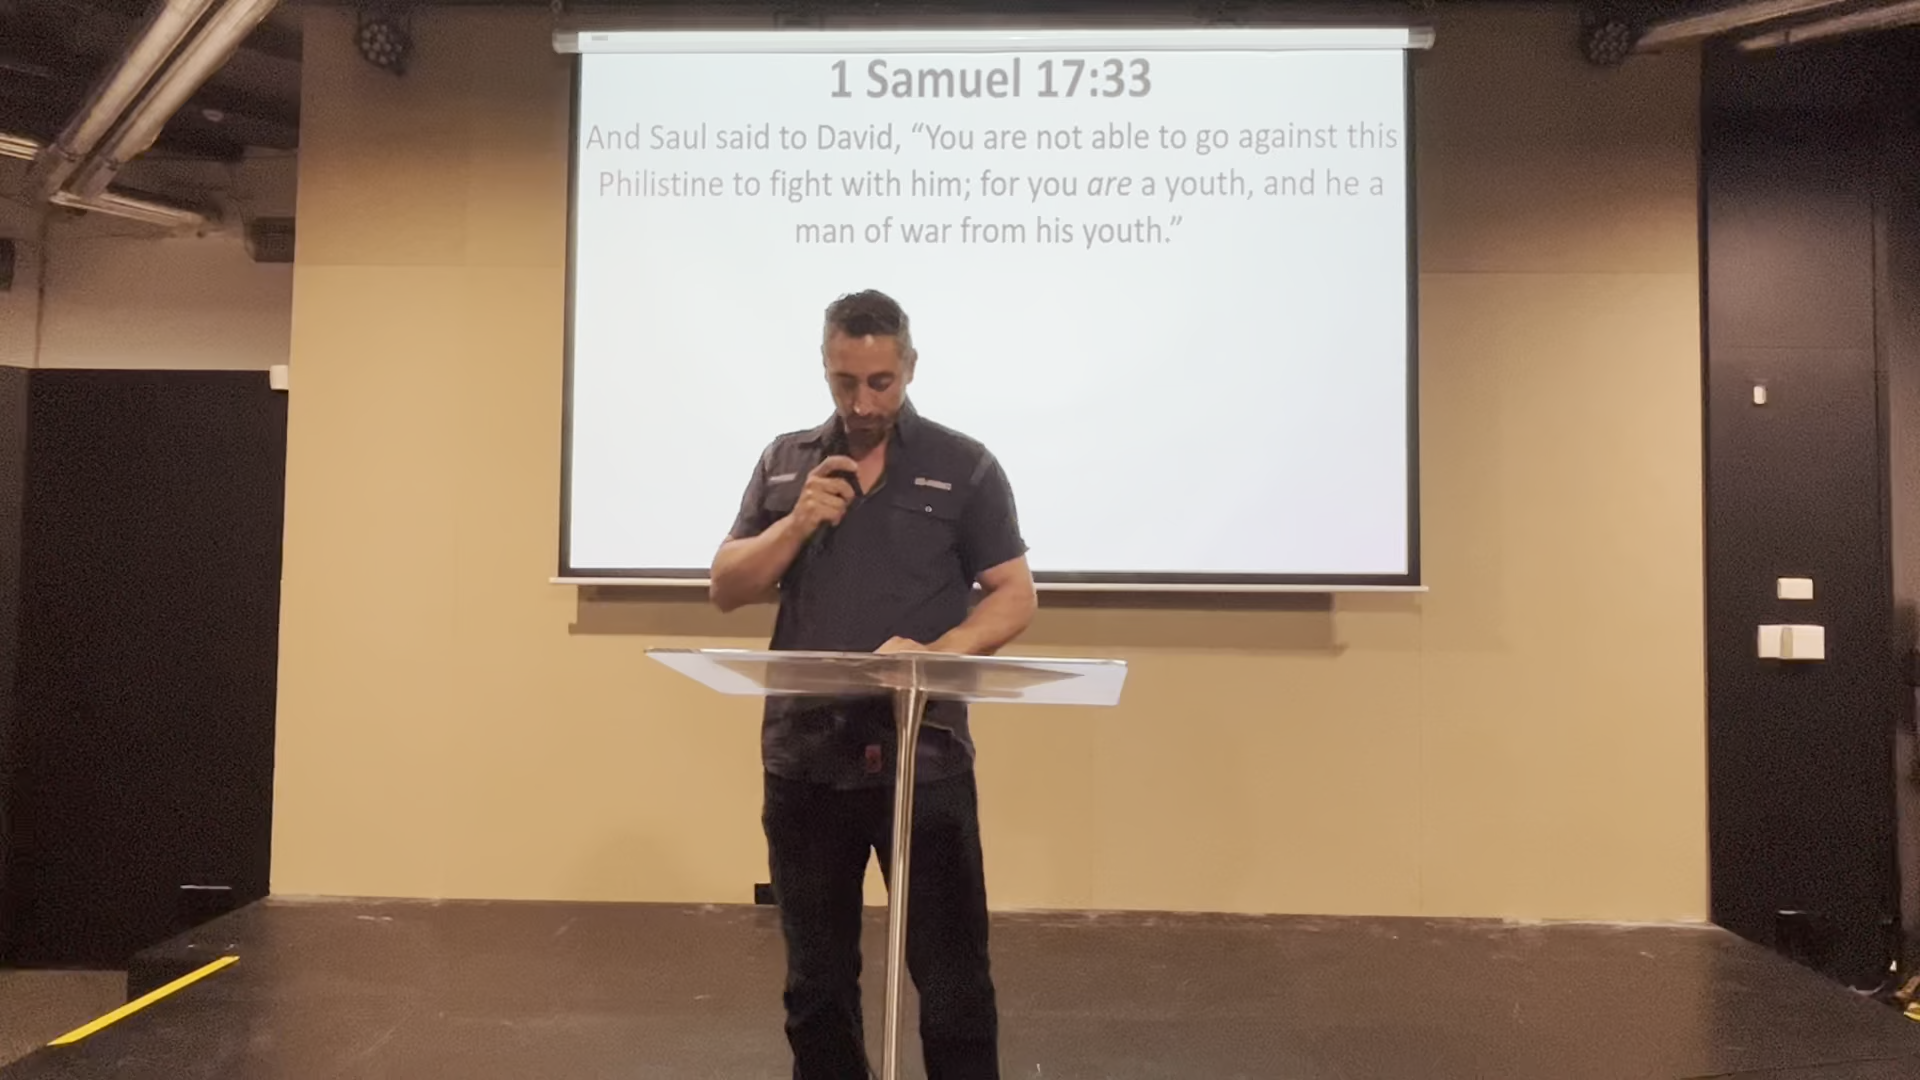 1 Samuel 17:33
And Saul said to David, “You are not able to go against this
Philistine to fight with him; for you are a youth, and he a
man of war from his youth.”